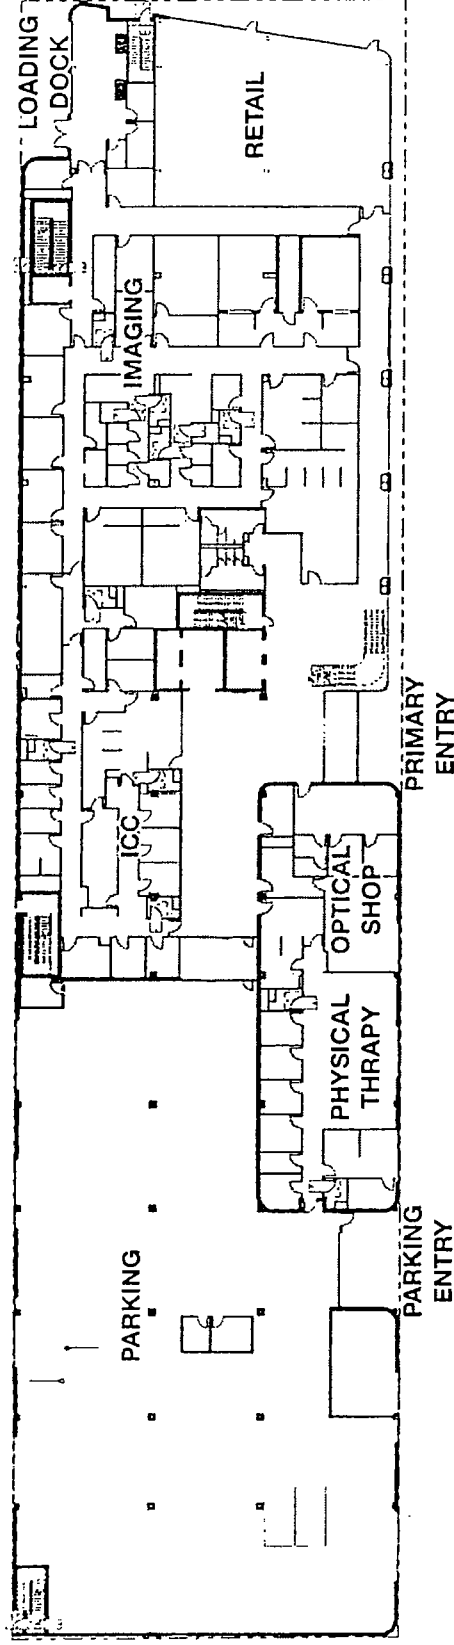 LOADING
DOCK
RETAIL
IMAGING
PRIMARY
ENTRY
ICC
OPTICAL
SHOP
PHYSICAL
THRAPY
PARKING
ENTRY
PARKING